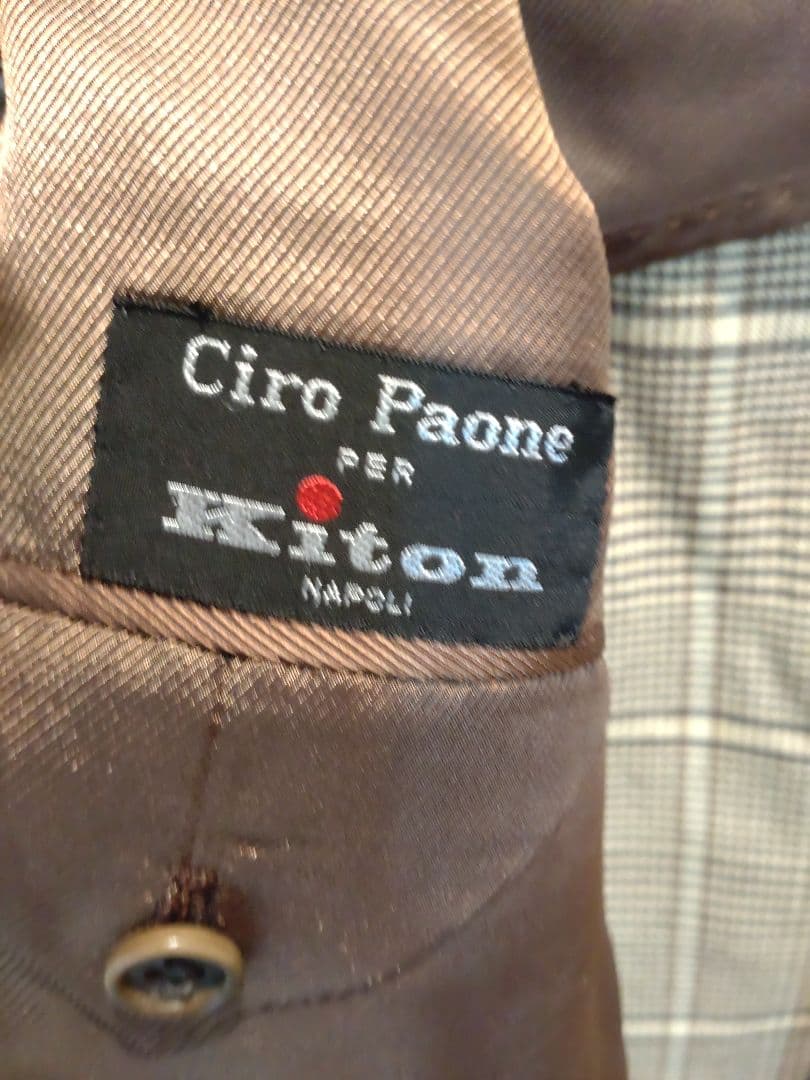 Ciro Paone
PER
Kiton
NAPOLI